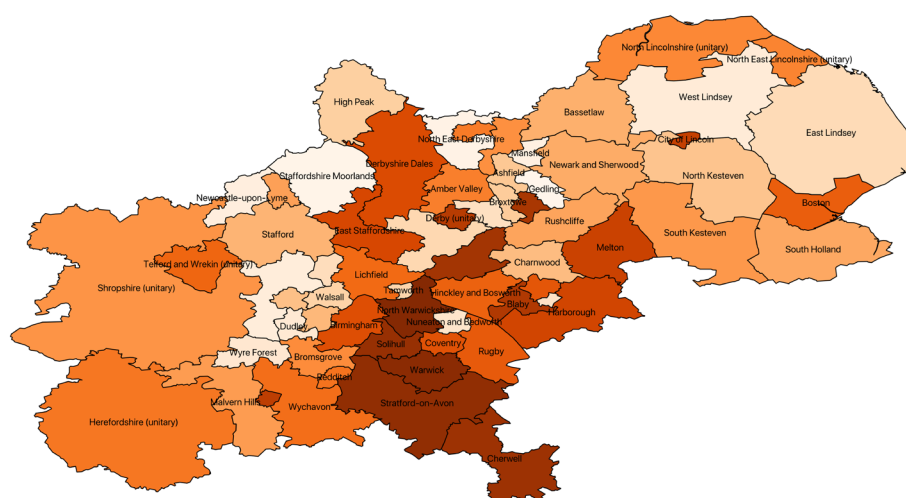 North Lincolnshire (unitary)
North East Lincolnshire (unitary)
High Peak
West Lindsey
Bassetlaw
East Lindsey
North East Derbyshire
City of Lincoln
Mansfield
Derbyshire Dales
Newark and Sherwood
Ashfield
Staffordshire Moorlands
North Kesteven
Amber Valley
Gedling
Newcastle-upon-Lyme
Broxtowe
Boston
Derby (unitary)
Rushcliffe
East Staffordshire
Stafford
South Kesteven
Melton
South Holland
Charnwood
Telford and Wrekin (unitary)
Lichfield
Shropshire (unitary)
Tamworth
Hinckley and Bosworth
Walsall
Blaby
North Warwickshire
Harborough
Nuneaton and Bedworth
Dudley
Birmingham
Solihull
Coventry
Wyre Forest
Rugby
Bromsgrove
Warwick
Redditch
Malvern Hills
Stratford-on-Avon
Wychavon
Herefordshire (unitary)
Cherwell